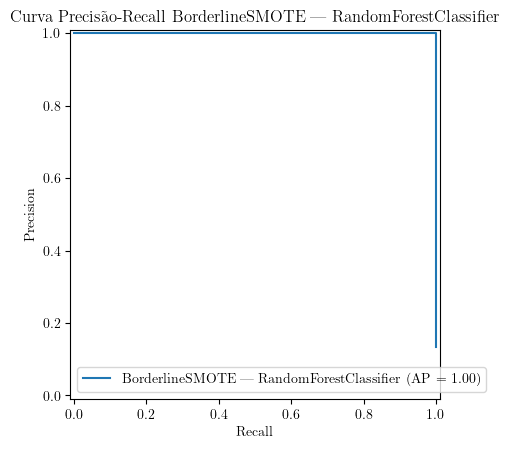 Curva Precisão-Recall BorderlineSMOTE — RandomForestClassifier
1.0
0.8
0.6
0.4
0.2
0.0
Precision
BorderlineSMOTE — RandomForestClassifier (AP = 1.00)
0.0 0.2 0.4 0.6 0.8 1.0
Recall